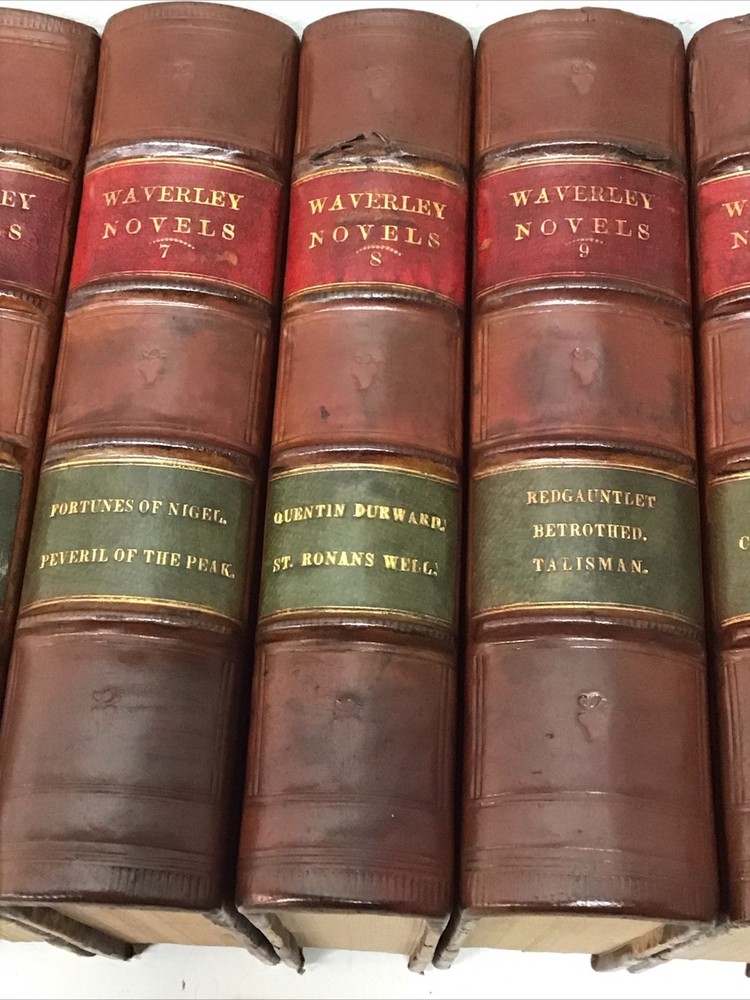 EY
S
WAVERLEY
NOVELS
7
FORTUNES OF NIGEL.
PEVERIL OF THE PEAK.
WAVERLEY
NOVELS
8
QUENTIN DURWARD.
ST. RONANS WELL.
WAVERLEY
NOVELS
9
REDGAUNTLET
BETROTHED.
TALISMAN.
W
N
C